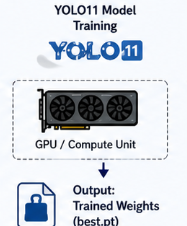 YOLO11 Model
Training
YOLO11
GPU / Compute Unit
Output:
Trained Weights
(best.pt)